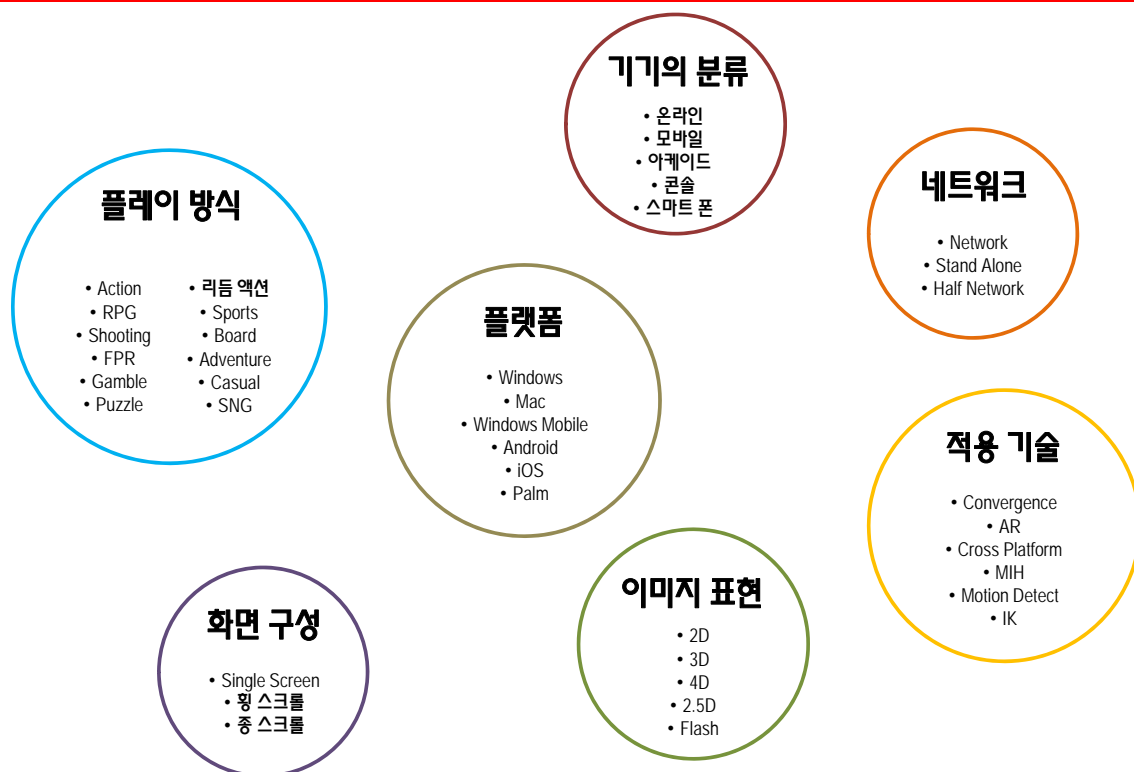 기기의 분류
• 온라인
• 모바일
• 아케이드
• 콘솔
• 스마트 폰
플레이 방식
• Action
• RPG
• Shooting
• FPR
• Gamble
• Puzzle
• 리듬 액션
• Sports
• Board
• Adventure
• Casual
• SNG
네트워크
• Network
• Stand Alone
• Half Network
플랫폼
• Windows
• Mac
• Windows Mobile
• Android
• iOS
• Palm
적용 기술
• Convergence
• AR
• Cross Platform
• MIH
• Motion Detect
• IK
화면 구성
• Single Screen
• 횡 스크롤
• 종 스크롤
이미지 표현
• 2D
• 3D
• 4D
• 2.5D
• Flash